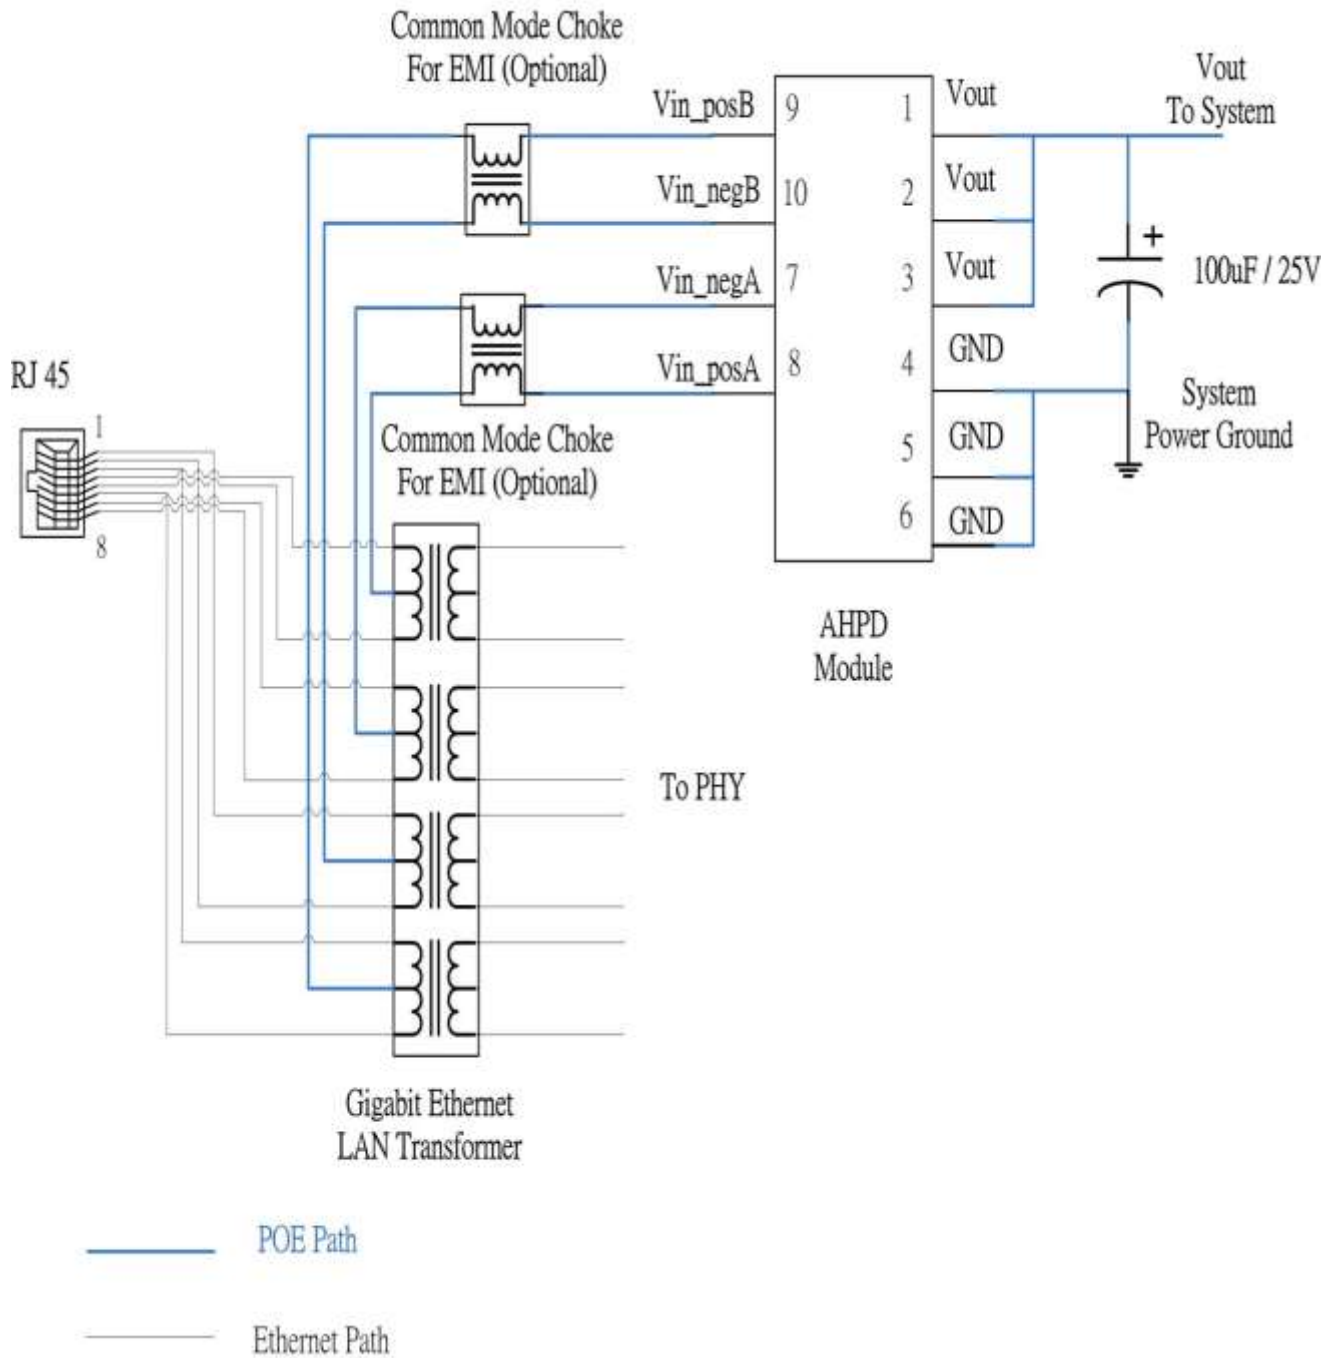 Common Mode Choke
For EMI (Optional)
Vout
To System
Vin_posB
9
1
Vout
Vin_negB
10
2
Vout
Vin_negA
7
3
Vout
100uF / 25V
Vin_posA
8
4
GND
RJ 45
System
Power Ground
1
Common Mode Choke
For EMI (Optional)
5
GND
6
GND
8
AHPD
Module
To PHY
Gigabit Ethernet
LAN Transformer
POE Path
Ethernet Path